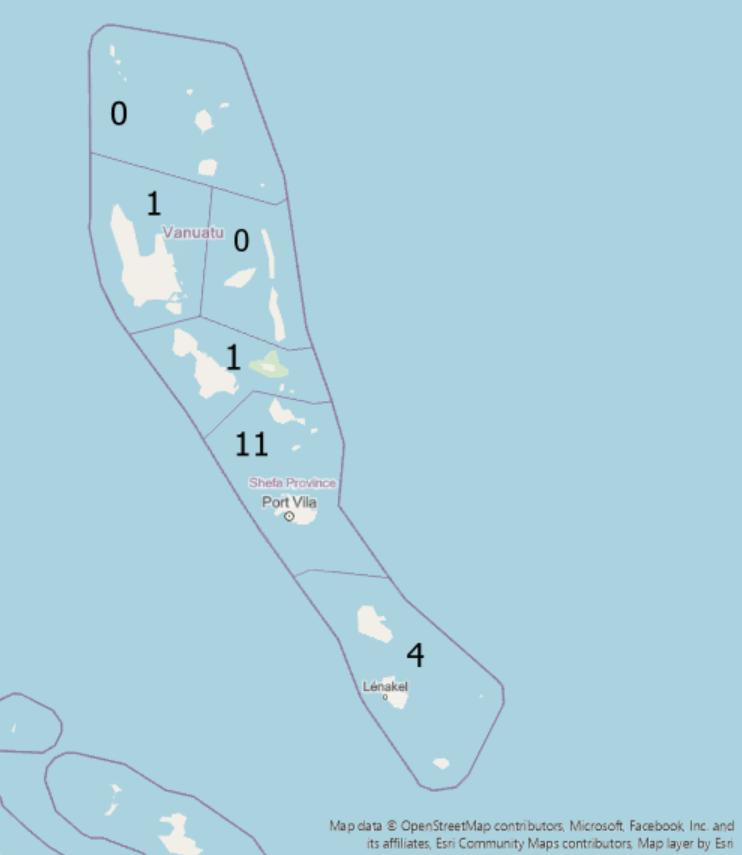 0
1
Vanuatu
0
1
11
Shefa Province
Port Vila
4
Lénakel
Map data © OpenStreetMap contributors, Microsoft, Facebook, Inc. and
its affiliates, Esri Community Maps contributors, Map layer by Esri